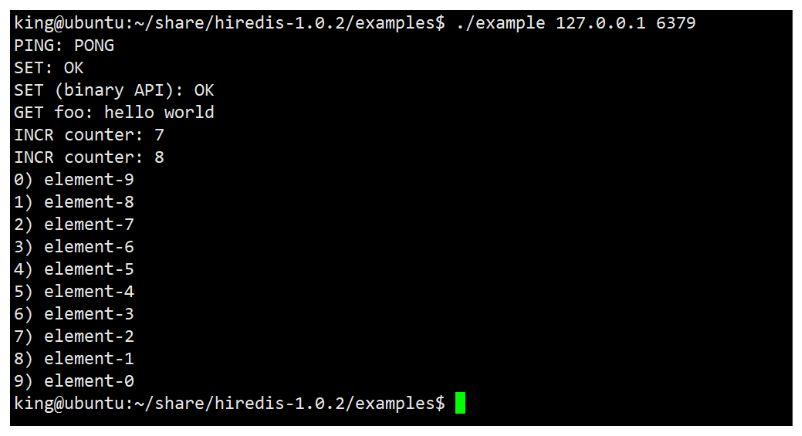 king@ubuntu:~/share/hiredis-1.0.2/examples$ ./example 127.0.0.1 6379
PING: PONG
SET: OK
SET (binary API): OK
GET foo: hello world
INCR counter: 7
INCR counter: 8
0) element-9
1) element-8
2) element-7
3) element-6
4) element-5
5) element-4
6) element-3
7) element-2
8) element-1
9) element-0
king@ubuntu:~/share/hiredis-1.0.2/examples$